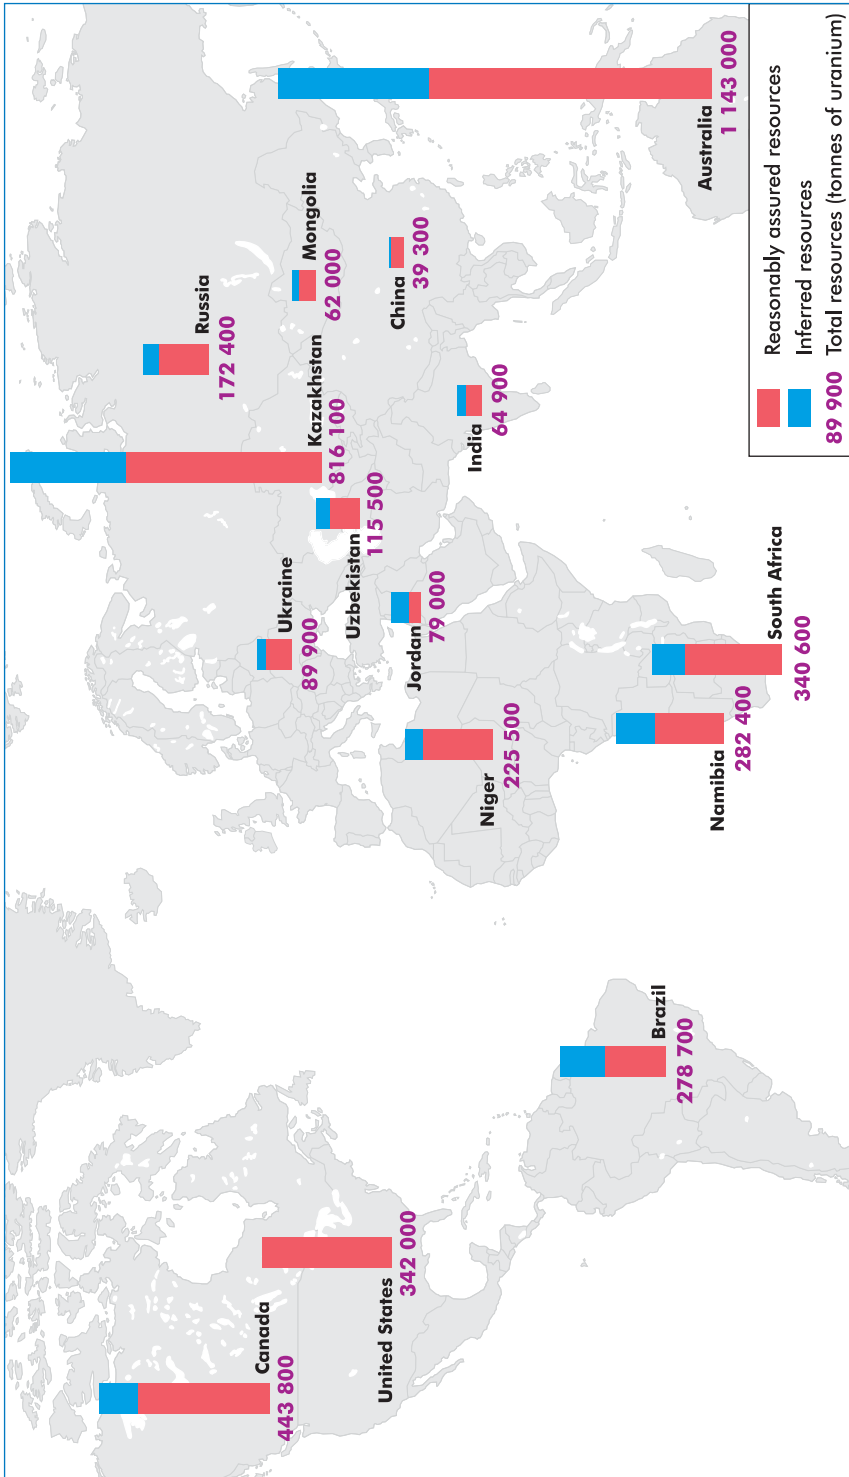 Canada
443 800
United States
342 000
Brazil
278 700
Niger
225 500
Namibia
282 400
South Africa
340 600
Ukraine
89 900
Jordan
79 000
Uzbekistan
115 500
Kazakhstan
816 100
Russia
172 400
Mongolia
62 000
China
39 300
India
64 900
Australia
1 143 000
Reasonably assured resources
Inferred resources
89 900 Total resources (tonnes of uranium)